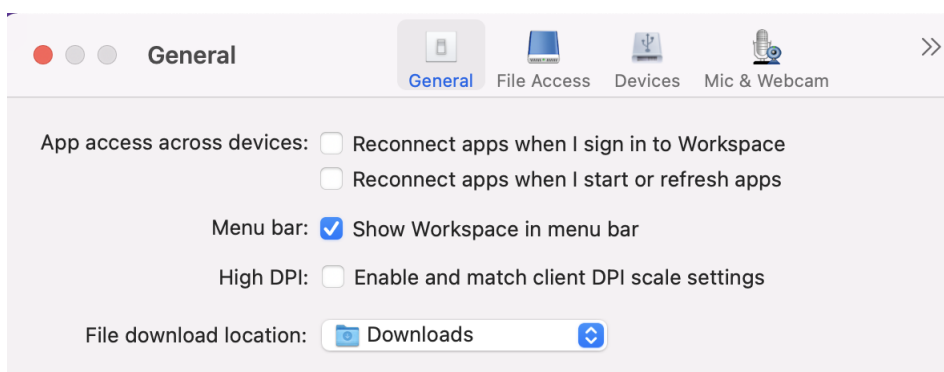 General
General
File Access
Devices
Mic & Webcam
App access across devices:
Reconnect apps when I sign in to Workspace
Reconnect apps when I start or refresh apps
Menu bar:
Show Workspace in menu bar
High DPI:
Enable and match client DPI scale settings
File download location:
Downloads